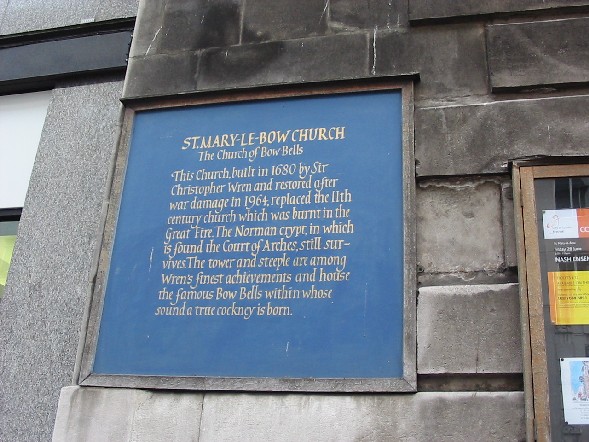 ST. MARY-LE-BOW CHURCH
The Church of Bow Bells
This Church, built in 1680 by Sir
Christopher Wren and restored after
war damage in 1964, replaced the 11th
century church which was burnt in the
Great Fire. The Norman crypt, in which
is found the Court of Arches, still sur-
vives. The tower and steeple are among
Wren's finest achievements and house
the famous Bow Bells within whose
sound a true cockney is born.
CO
NASH ENSEM